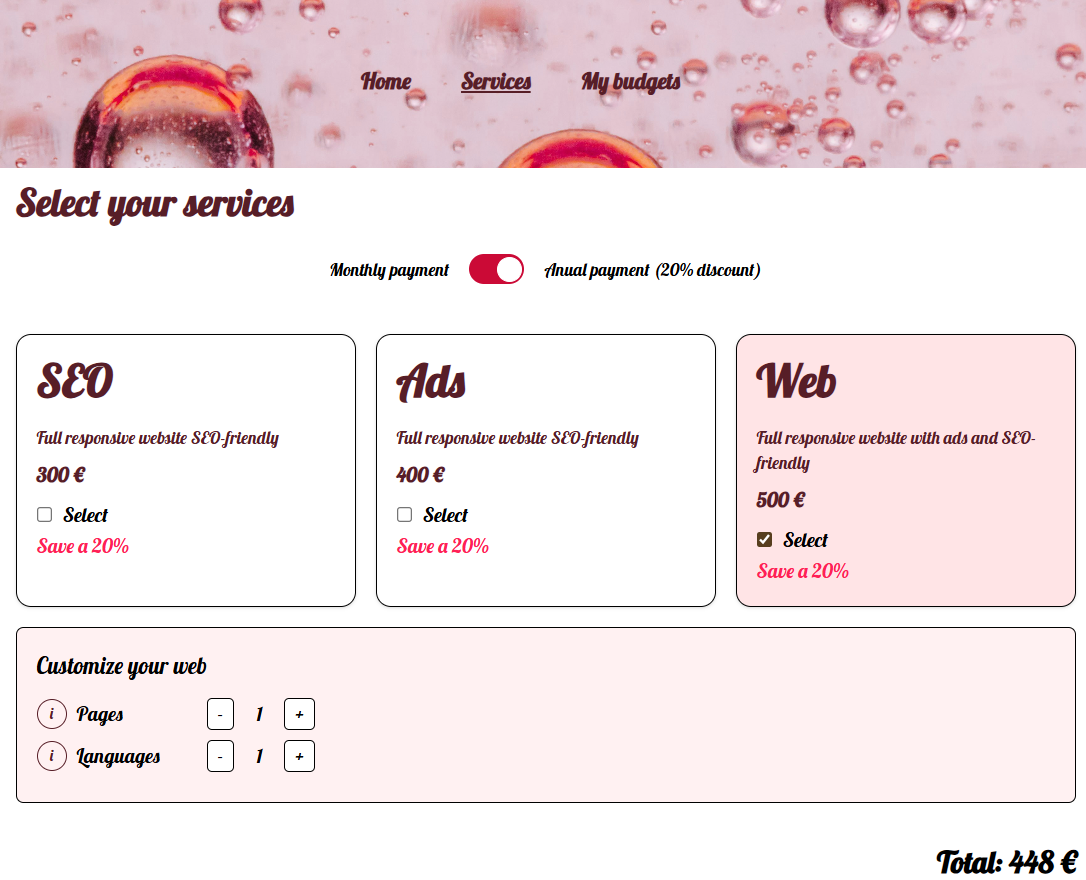 Home Services My budgets
Select your services
Monthly payment Anual payment (20% discount)
SEO
Full responsive website SEO-friendly
300 €
Select
Save a 20%
Ads
Full responsive website SEO-friendly
400 €
Select
Save a 20%
Web
Full responsive website with ads and SEO-
friendly
500 €
Select
Save a 20%
Customize your web
i Pages - 1 +
i Languages - 1 +
Total: 448 €